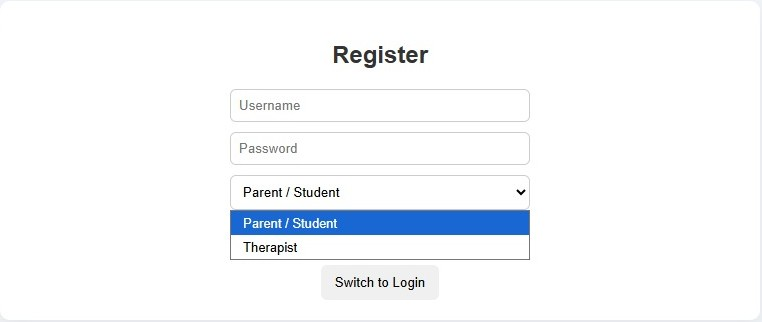 Register
Username
Password
Parent / Student
Parent / Student
Therapist
Switch to Login